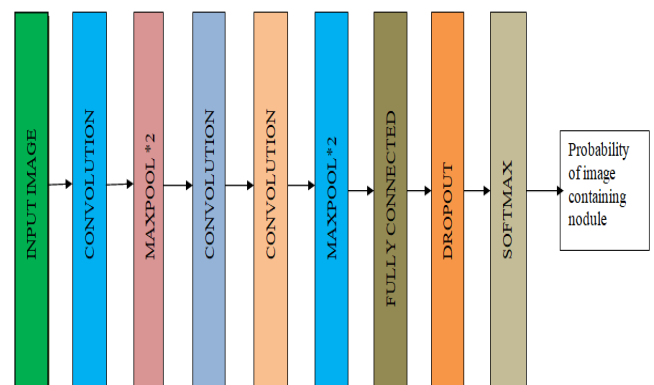 INPUT IMAGE
CONVOLUTION
MAXPOOL *2
CONVOLUTION
CONVOLUTION
MAXPOOL*2
FULLY CONNECTED
DROPOUT
SOFTMAX
Probability
of image
containing
nodule